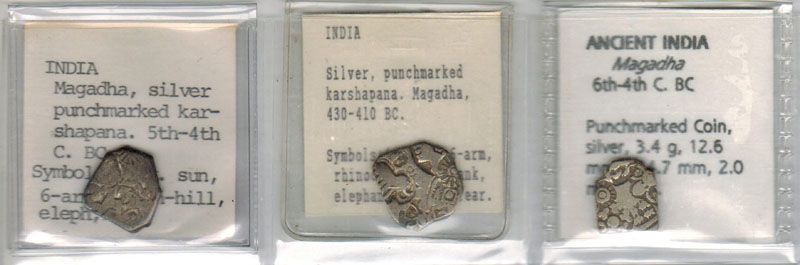 INDIA
Magadha, silver
punchmarked kar-
shapana. 5th-4th
C. BC
Symbol sun,
6-ar -hill,
eleph,
INDIA
Silver, punchmarked
karshapana. Magadha,
430-410 BC.
Symbols -arm,
rhino
elephan ear.
ANCIENT INDIA
Magadha
6th-4th C. BC
Punchmarked Coin,
silver, 3.4 g, 12.6
.7 mm, 2.0